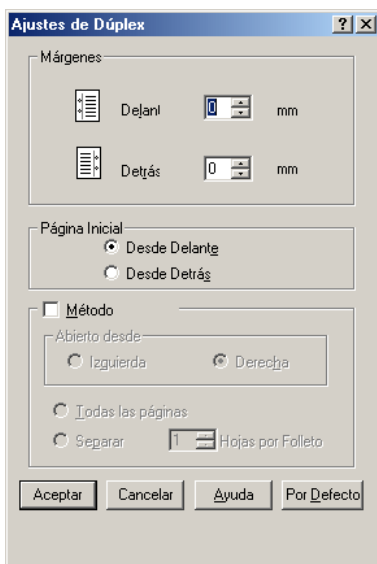 Ajustes de Dúplex
Márgenes
Delant 0 mm
Detrás 0 mm
Página Inicial
Desde Delante
Desde Detrás
Método
Abierto desde
Izquierda Derecha
Todas las páginas
Separar 1 Hojas por Folleto
Aceptar Cancelar Ayuda Por Defecto